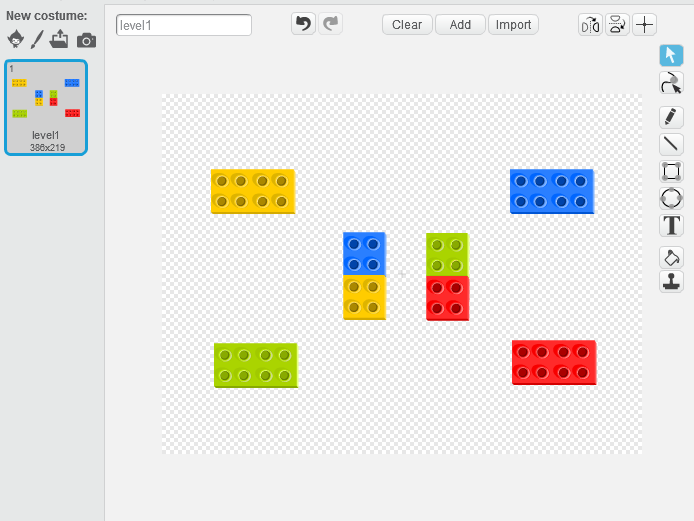 New costume:
level1
Clear
Add
Import
1
level1
386x219
T